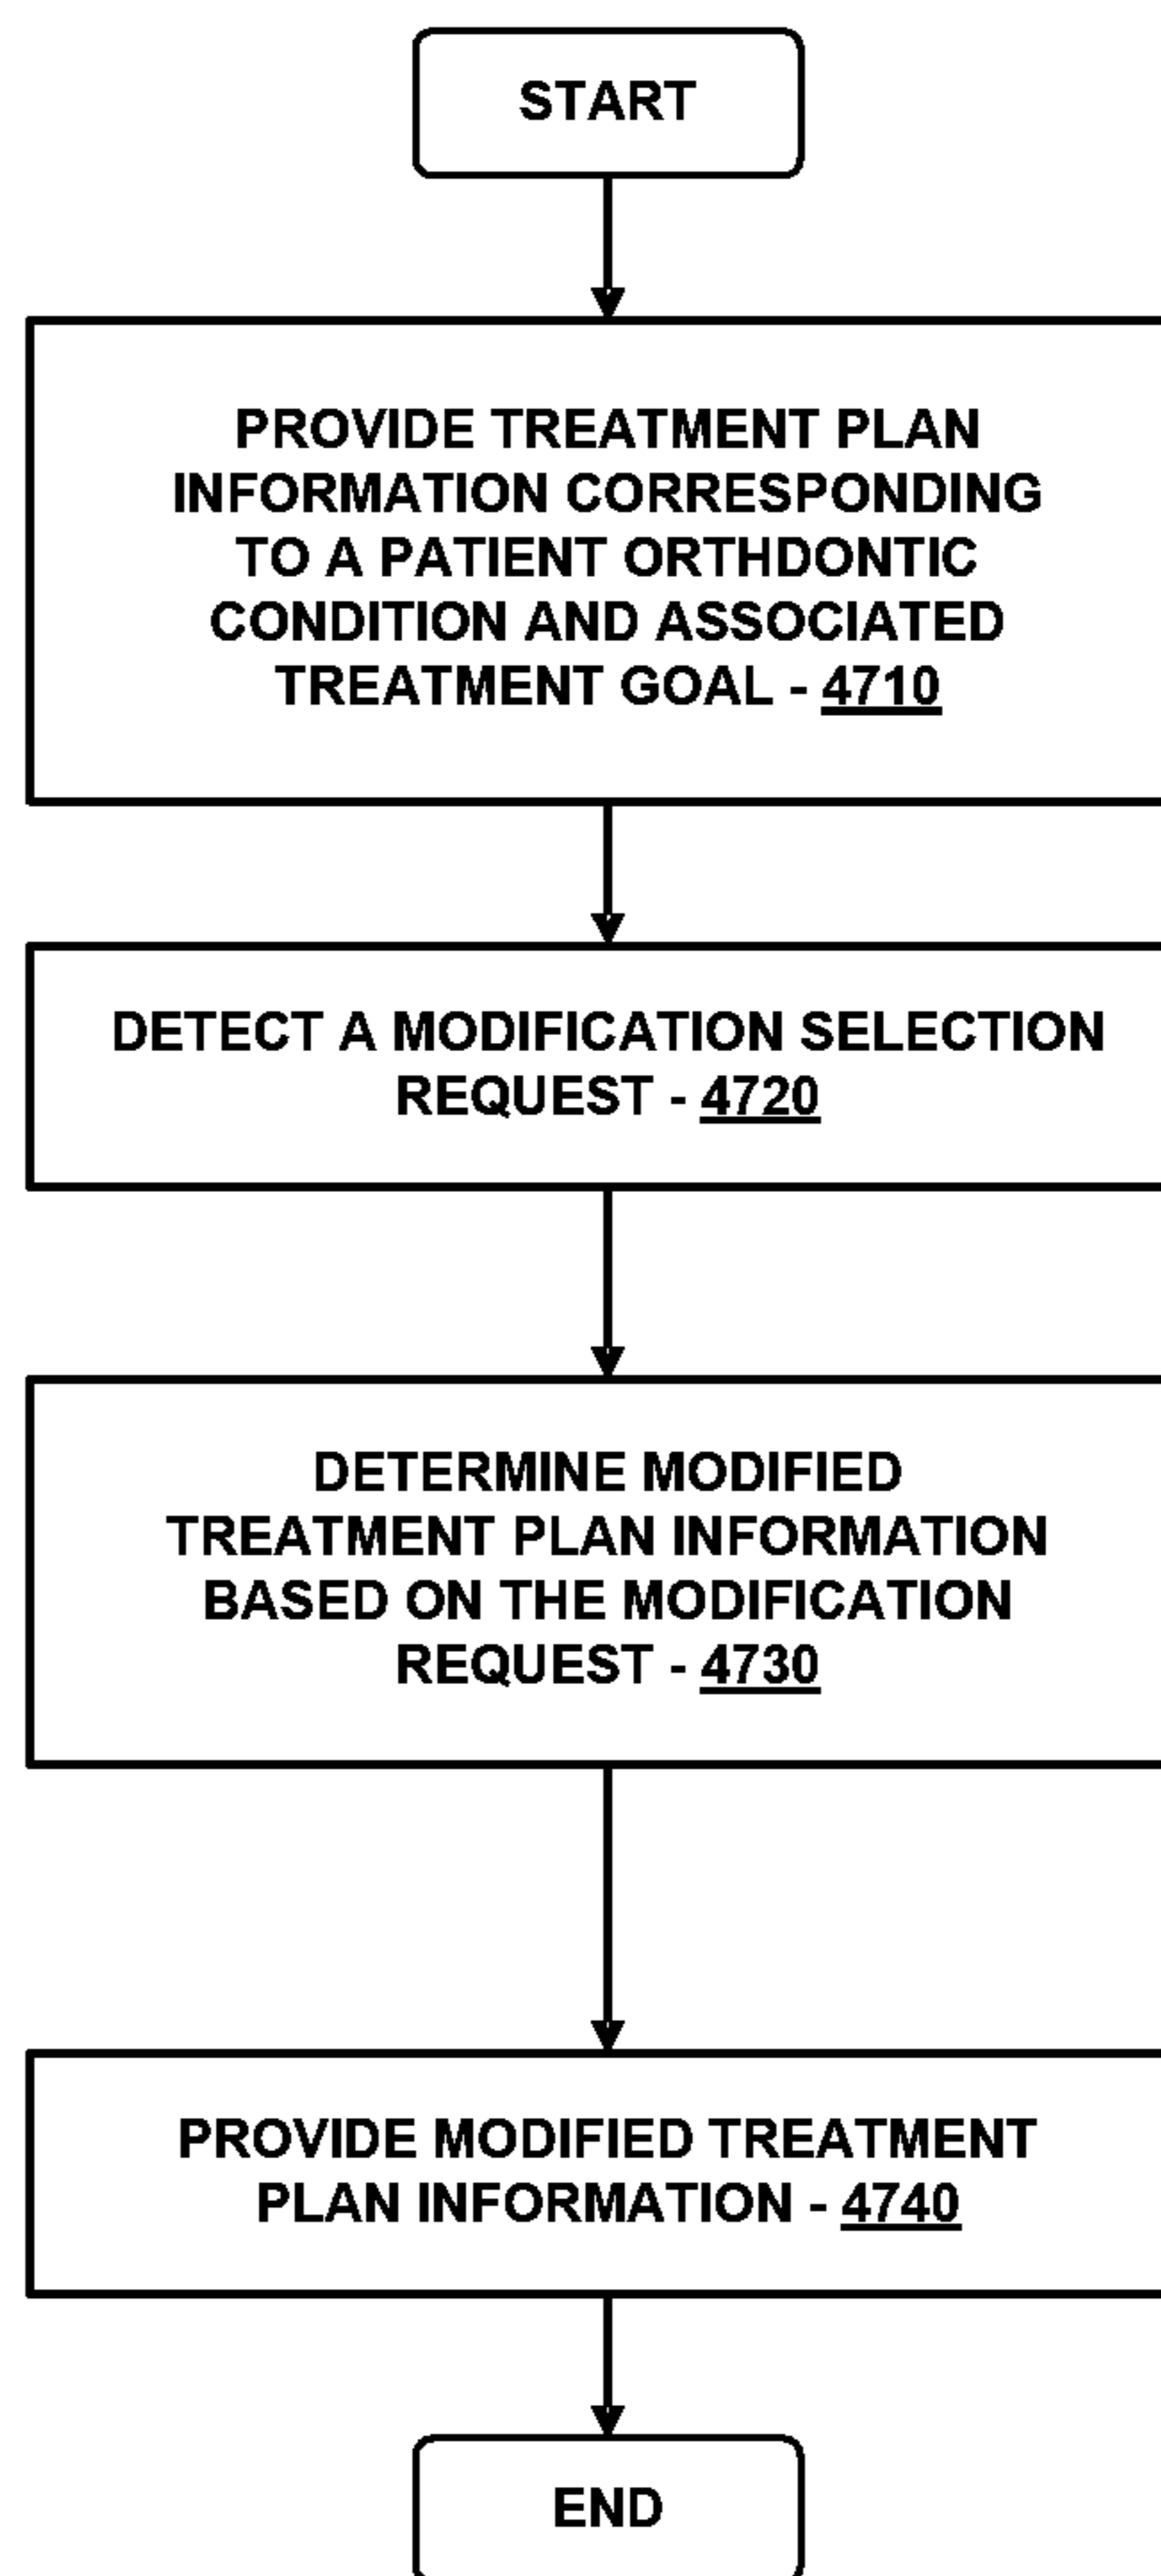 START
PROVIDE TREATMENT PLAN
INFORMATION CORRESPONDING
TO A PATIENT ORTHDONTIC
CONDITION AND ASSOCIATED
TREATMENT GOAL - 4710
DETECT A MODIFICATION SELECTION
REQUEST - 4720
DETERMINE MODIFIED
TREATMENT PLAN INFORMATION
BASED ON THE MODIFICATION
REQUEST - 4730
PROVIDE MODIFIED TREATMENT
PLAN INFORMATION - 4740
END